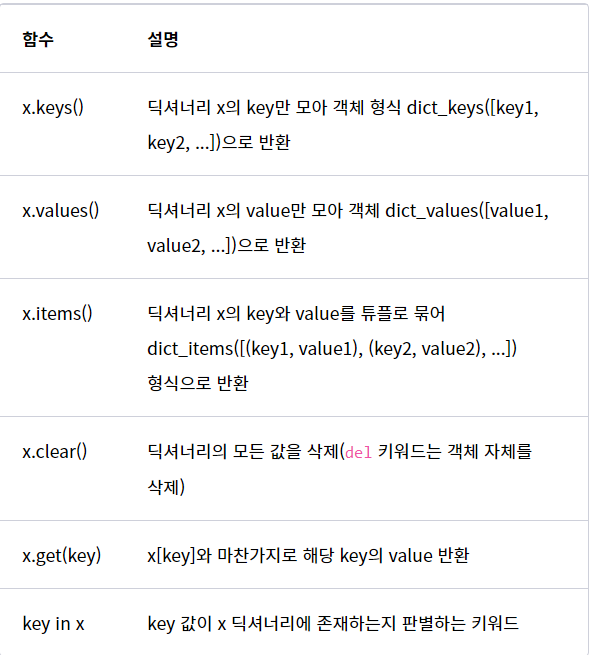 함수 설명
x.keys() 딕셔너리 x의 key만 모아 객체 형식 dict_keys([key1,
key2, ...])으로 반환
x.values() 딕셔너리 x의 value만 모아 객체 dict_values([value1,
value2, ...])으로 반환
x.items() 딕셔너리 x의 key와 value를 튜플로 묶어
dict_items([(key1, value1), (key2, value2), ...])
형식으로 반환
x.clear() 딕셔너리의 모든 값을 삭제(del 키워드는 객체 자체를
삭제)
x.get(key) x[key]와 마찬가지로 해당 key의 value 반환
key in x key 값이 x 딕셔너리에 존재하는지 판별하는 키워드